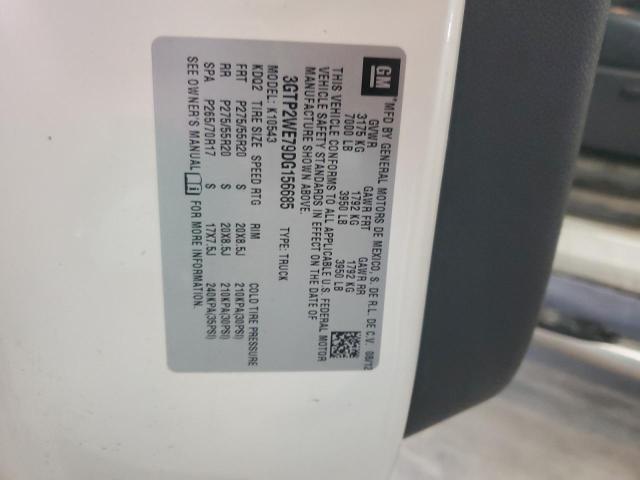 GM *MFD BY GENERAL MOTORS DE MEXICO, S. DE R.L. DE C.V. 08/12
GVWR GAWR FRT GAWR RR
3175 KG 1792 KG 1792 KG
7000 LB 3950 LB 3950 LB
THIS VEHICLE CONFORMS TO ALL APPLICABLE U.S. FEDERAL MOTOR
VEHICLE SAFETY STANDARDS IN EFFECT ON THE DATE OF
MANUFACTURE SHOWN ABOVE.
3GTP2WE79DG156685 TYPE: TRUCK
MODEL: K10543
KDQ2 TIRE SIZE SPEED RTG RIM COLD TIRE PRESSURE
FRT P275/55R20 S 20X8.5J 210KPA(30PSI)
RR P275/55R20 S 20X8.5J 210KPA(30PSI)
SPA P265/70R17 S 17X7.5J 240KPA(35PSI)
SEE OWNER'S MANUAL FOR MORE INFORMATION.